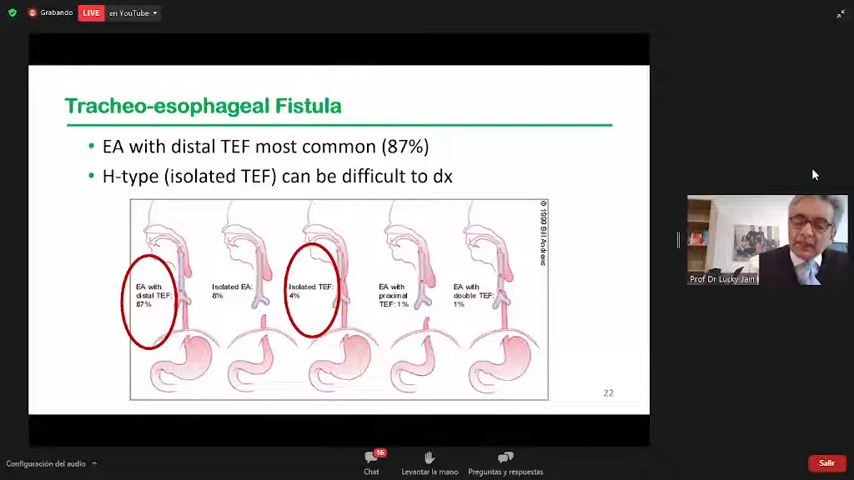 Grabando
LIVE
en YouTube
Tracheo-esophageal Fistula
• EA with distal TEF most common (87%)
• H-type (isolated TEF) can be difficult to dx
© 1999 Bill Andrews
EA with
distal TEF:
87%
Isolated EA:
8%
Isolated TEF:
4%
EA with
proximal
TEF: 1%
EA with
double TEF:
1%
22
Prof Dr Lucky Jain
Configuración del audio
16
Chat
Levantar la mano
Preguntas y respuestas
Salir